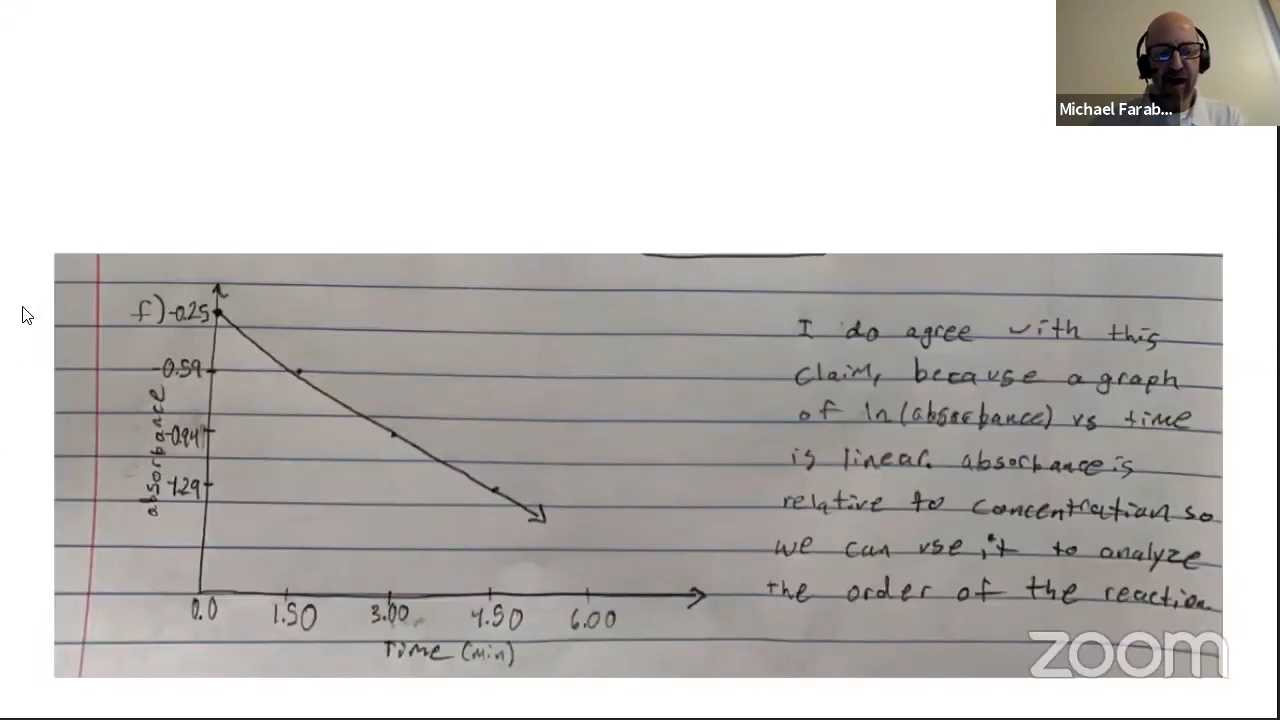 Michael Farab...
f) -0.25
-0.59
-0.94
-1.29
absorbance
0.0 1.50 3.00 4.50 6.00
Time (min)
I do agree with this
claim, because a graph
of ln(absorbance) vs time
is linear. absorbance is
relative to concentration so
we can use it to analyze
the order of the reaction.
zoom